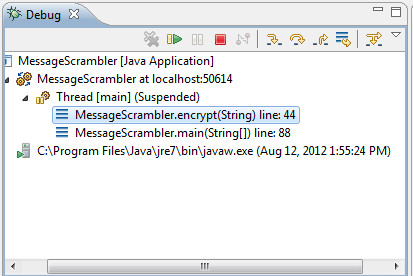 Debug
MessageScrambler [Java Application]
MessageScrambler at localhost:50614
Thread [main] (Suspended)
MessageScrambler.encrypt(String) line: 44
MessageScrambler.main(String[]) line: 88
C:\Program Files\Java\jre7\bin\javaw.exe (Aug 12, 2012 1:55:24 PM)